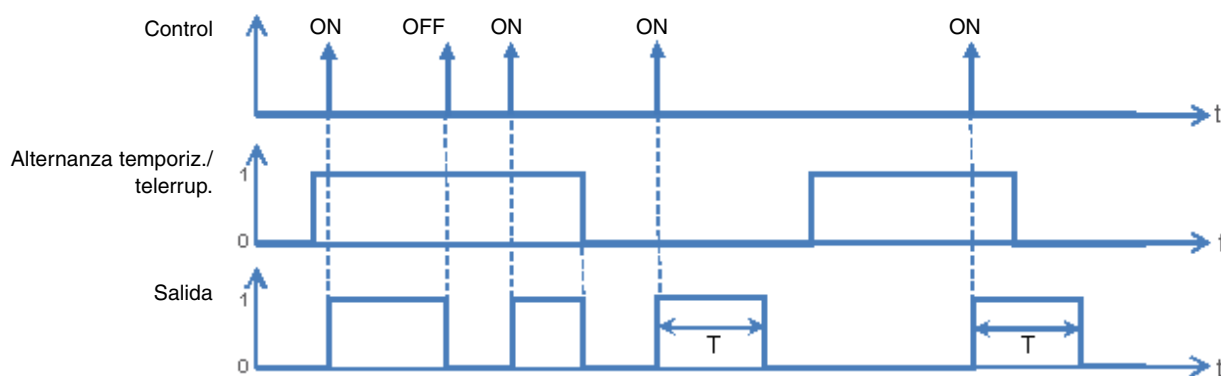 Control
ON OFF ON ON ON
t
Alternanza temporiz./
telerrup.
1
0
t
Salida
1
0
T
T
t